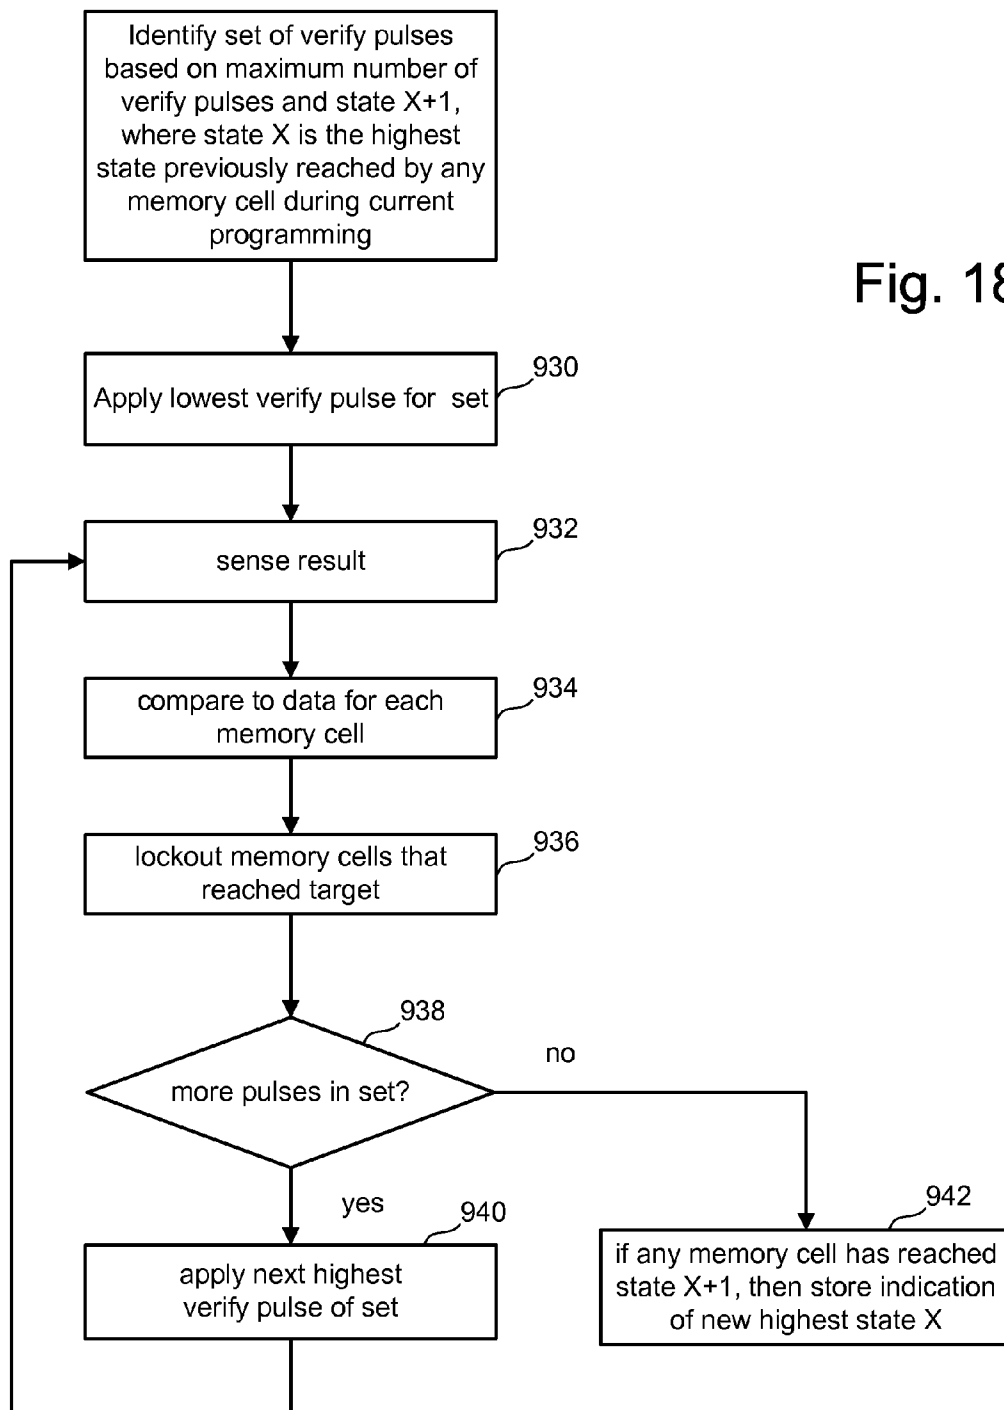 Identify set of verify pulses
based on maximum number of
verify pulses and state X+1,
where state X is the highest
state previously reached by any
memory cell during current
programming
Fig. 18
930
Apply lowest verify pulse for set
932
sense result
934
compare to data for each
memory cell
936
lockout memory cells that
reached target
938
more pulses in set?
no
yes
940
apply next highest
verify pulse of set
942
if any memory cell has reached
state X+1, then store indication
of new highest state X